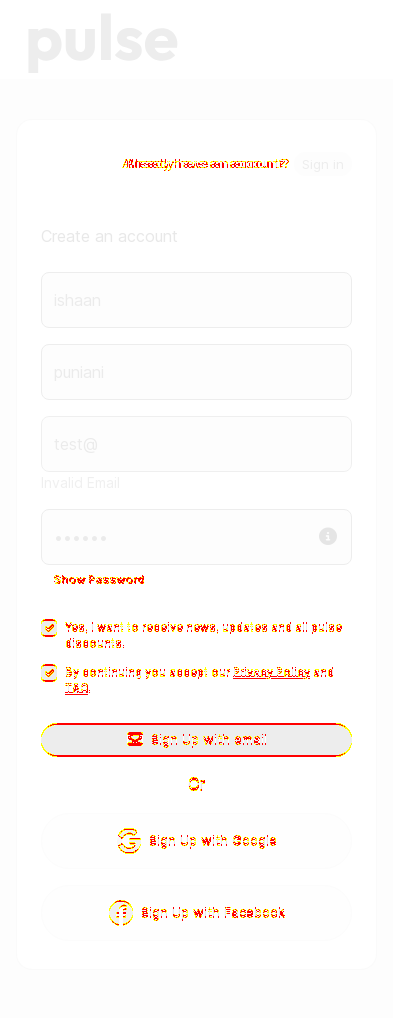 pulse
Already have an account? Sign in
Create an account
ishaan
puniani
test@
Invalid Email
••••••
Show Password
Yes, I want to receive news, updates and all pulse
discounts.
By continuing you accept our Privacy Policy and
T&C.
Sign Up with email
Or
Sign Up with Google
Sign Up with Facebook